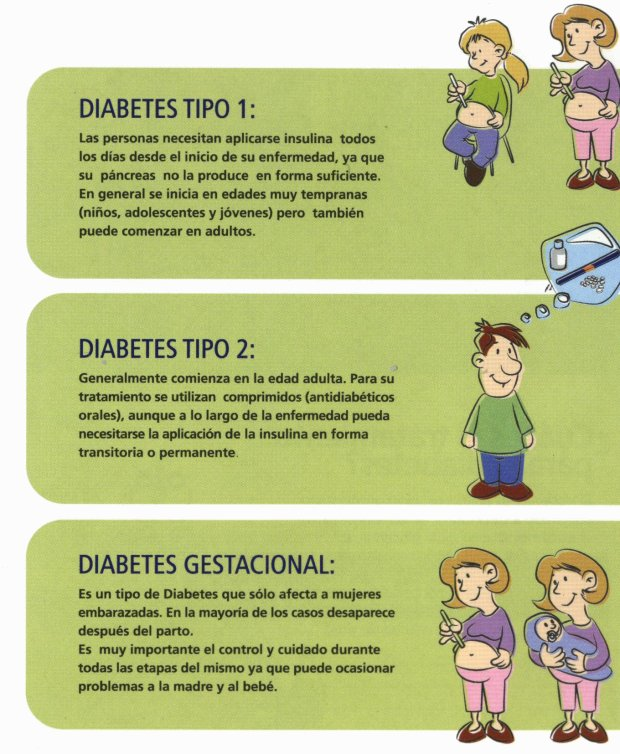 DIABETES TIPO 1:
Las personas necesitan aplicarse insulina todos
los días desde el inicio de su enfermedad, ya que
su páncreas no la produce en forma suficiente.
En general se inicia en edades muy tempranas
(niños, adolescentes y jóvenes) pero también
puede comenzar en adultos.
DIABETES TIPO 2:
Generalmente comienza en la edad adulta. Para su
tratamiento se utilizan comprimidos (antidiabéticos
orales), aunque a lo largo de la enfermedad pueda
necesitarse la aplicación de la insulina en forma
transitoria o permanente.
DIABETES GESTACIONAL:
Es un tipo de Diabetes que sólo afecta a mujeres
embarazadas. En la mayoría de los casos desaparece
después del parto.
Es muy importante el control y cuidado durante
todas las etapas del mismo ya que puede ocasionar
problemas a la madre y al bebé.